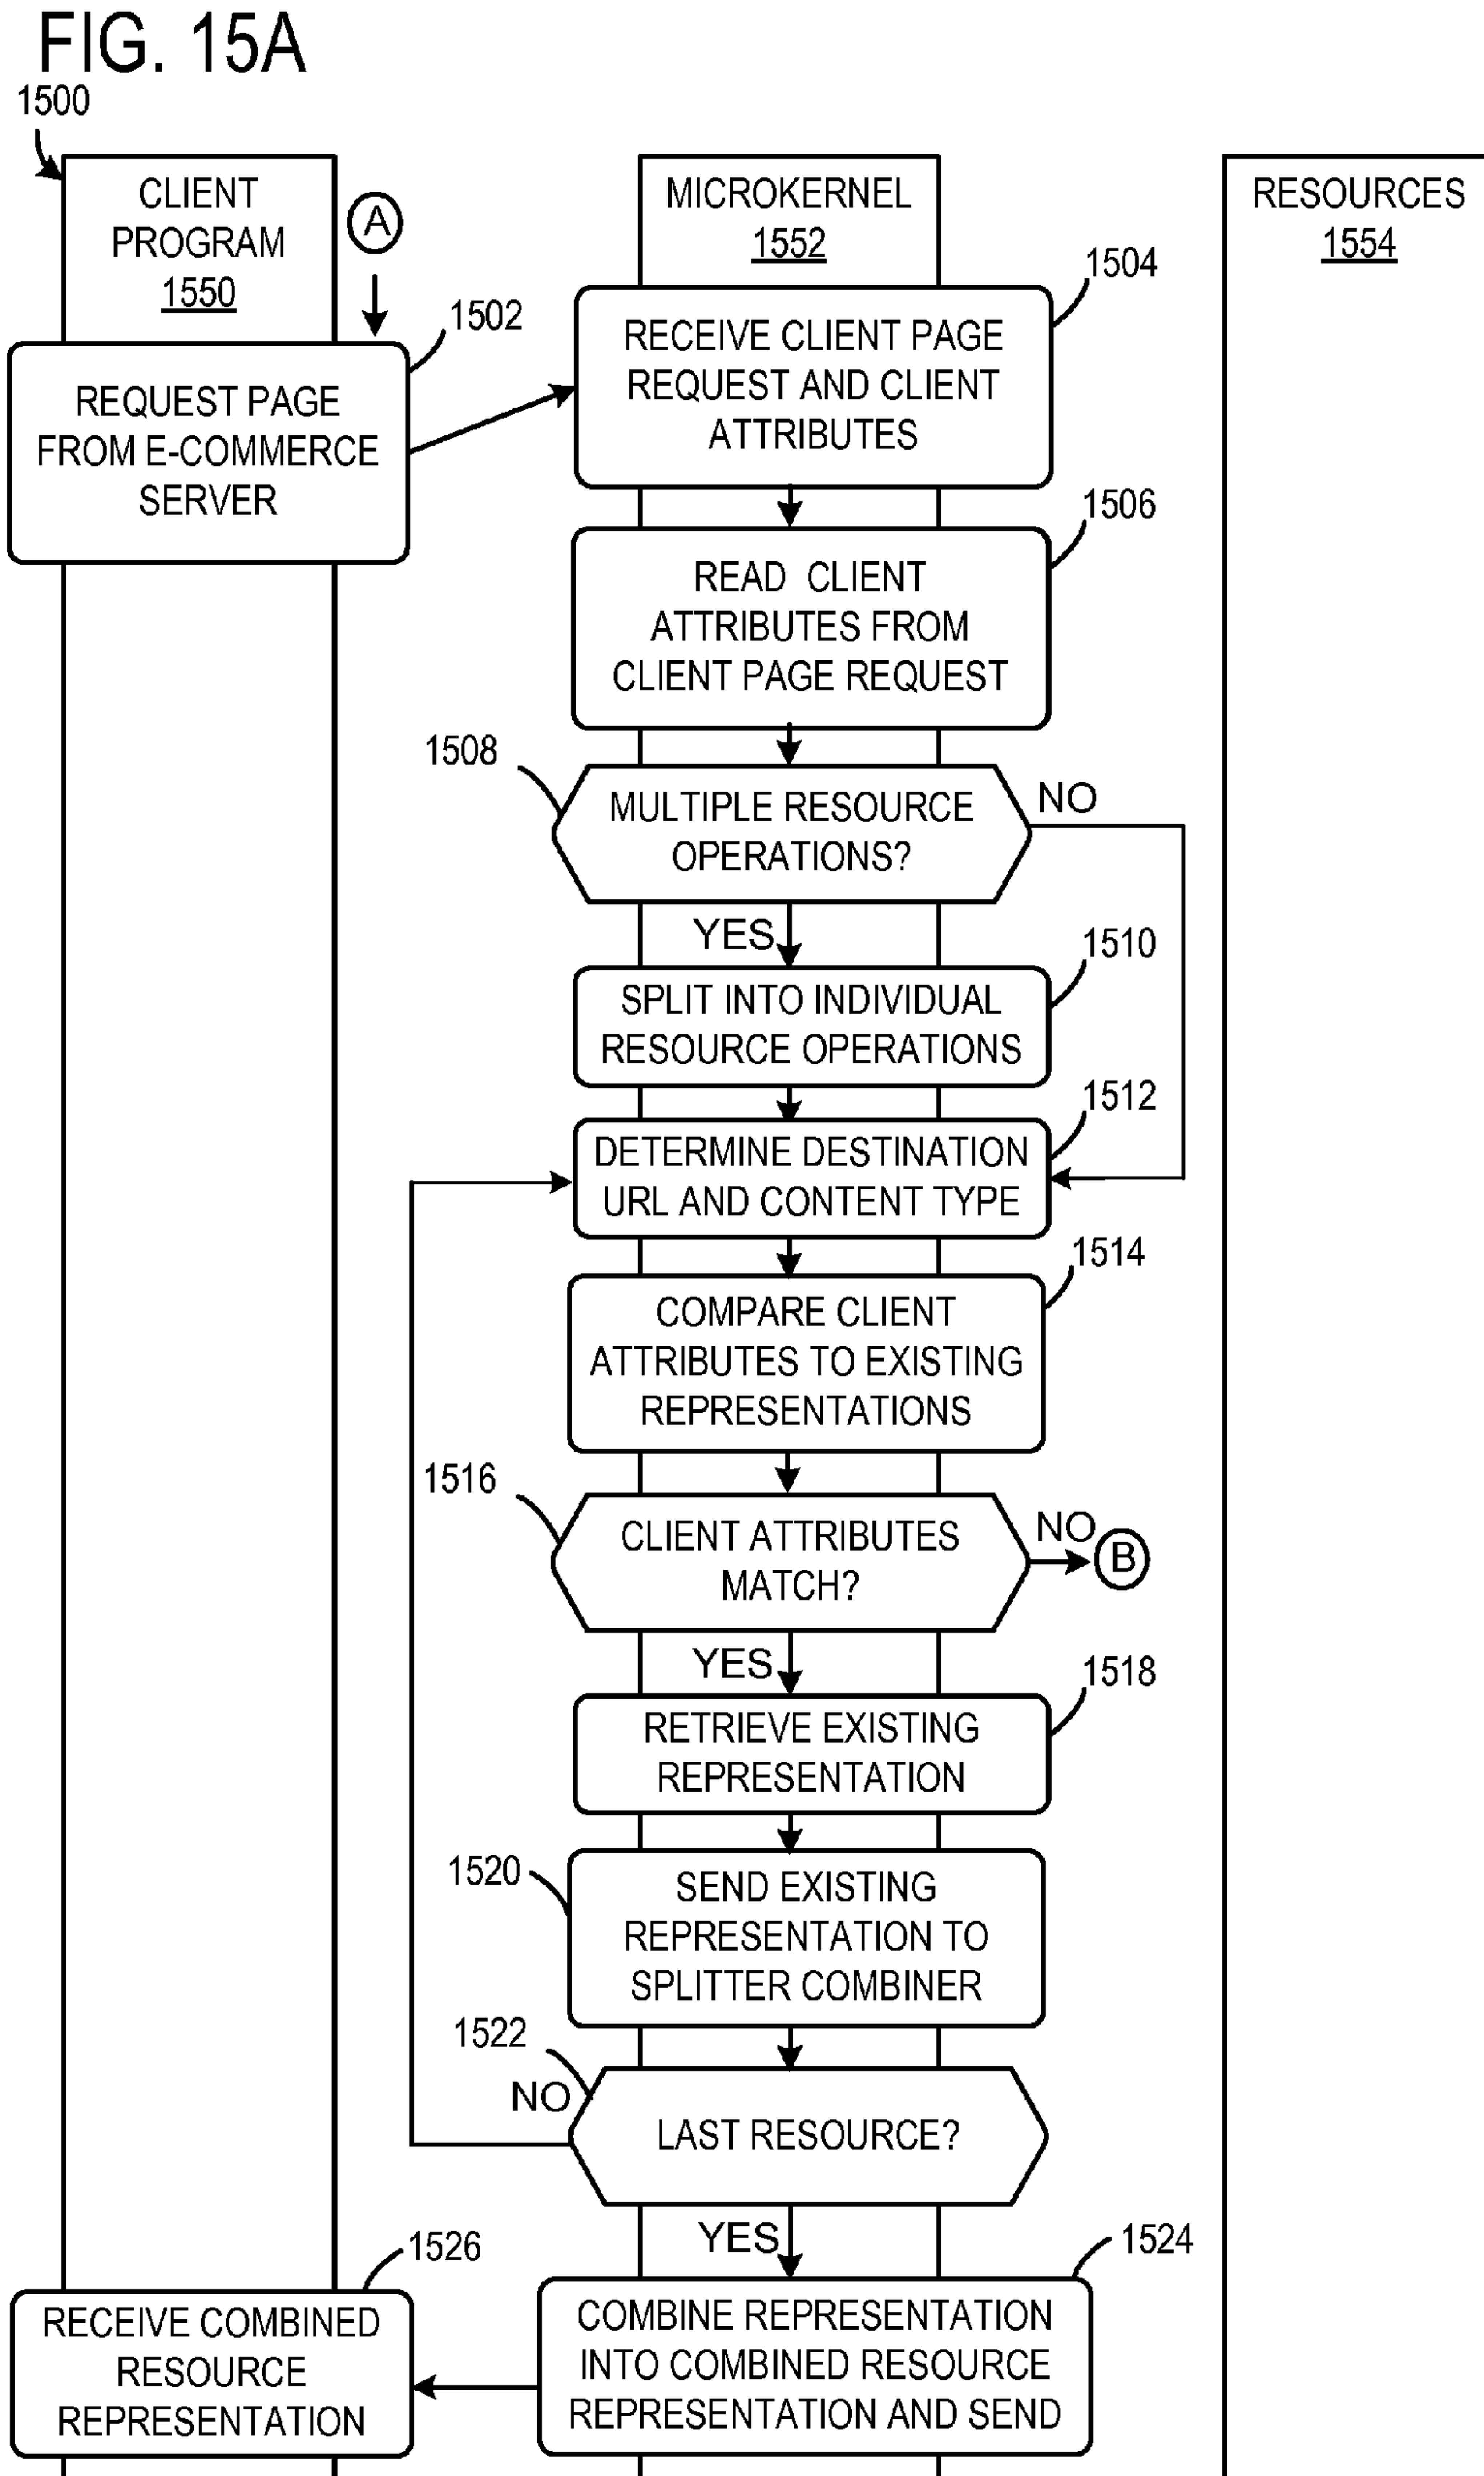 FIG. 15A
1500
CLIENT
PROGRAM
1550
A
MICROKERNEL
1552
RESOURCES
1554
1502
REQUEST PAGE
FROM E-COMMERCE
SERVER
1504
RECEIVE CLIENT PAGE
REQUEST AND CLIENT
ATTRIBUTES
1506
READ CLIENT
ATTRIBUTES FROM
CLIENT PAGE REQUEST
1508
MULTIPLE RESOURCE
OPERATIONS?
NO
YES
1510
SPLIT INTO INDIVIDUAL
RESOURCE OPERATIONS
1512
DETERMINE DESTINATION
URL AND CONTENT TYPE
1514
COMPARE CLIENT
ATTRIBUTES TO EXISTING
REPRESENTATIONS
1516
CLIENT ATTRIBUTES
MATCH?
NO
B
YES
1518
RETRIEVE EXISTING
REPRESENTATION
1520
SEND EXISTING
REPRESENTATION TO
SPLITTER COMBINER
1522
NO
LAST RESOURCE?
YES
1524
COMBINE REPRESENTATION
INTO COMBINED RESOURCE
REPRESENTATION AND SEND
1526
RECEIVE COMBINED
RESOURCE
REPRESENTATION